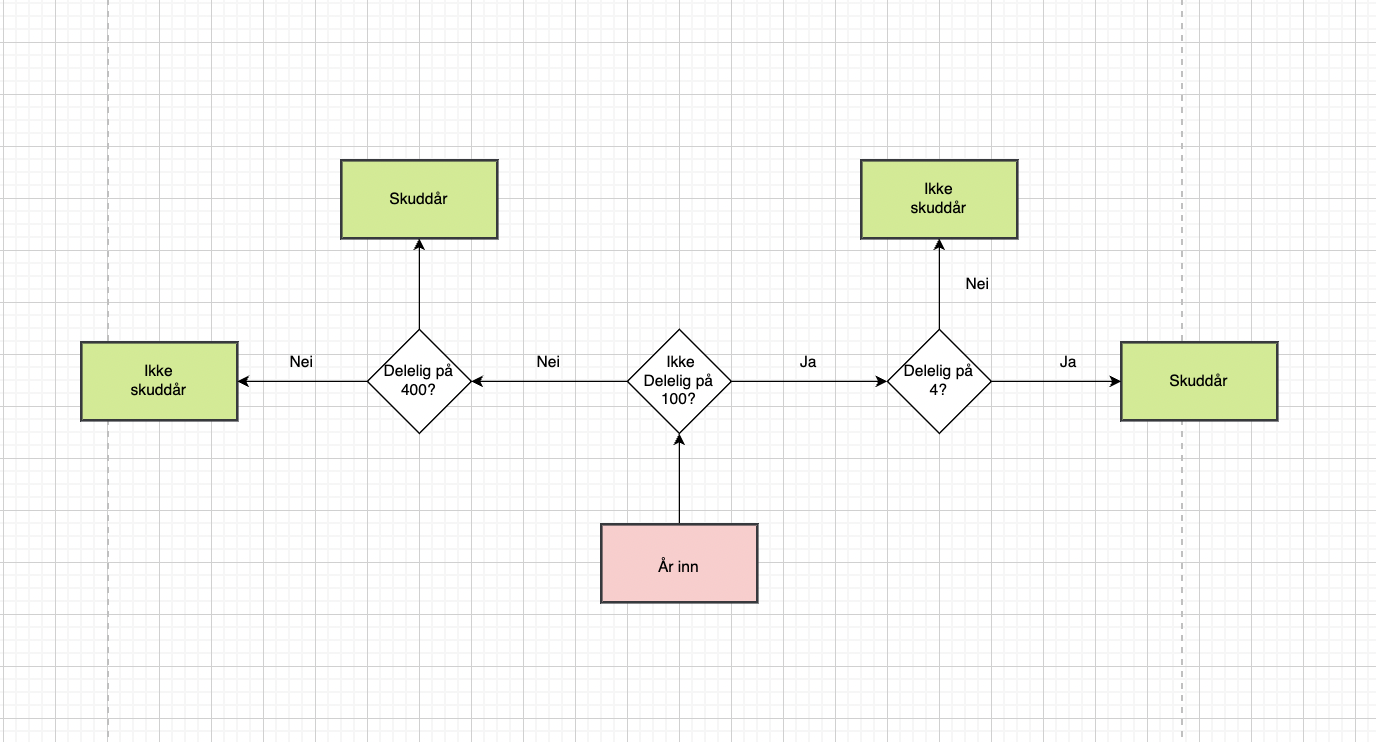 Skuddår
Ikke
skuddår
Nei
Ikke
skuddår
Nei
Delelig på
400?
Nei
Ikke
Delelig på
100?
Ja
Delelig på
4?
Ja
Skuddår
År inn